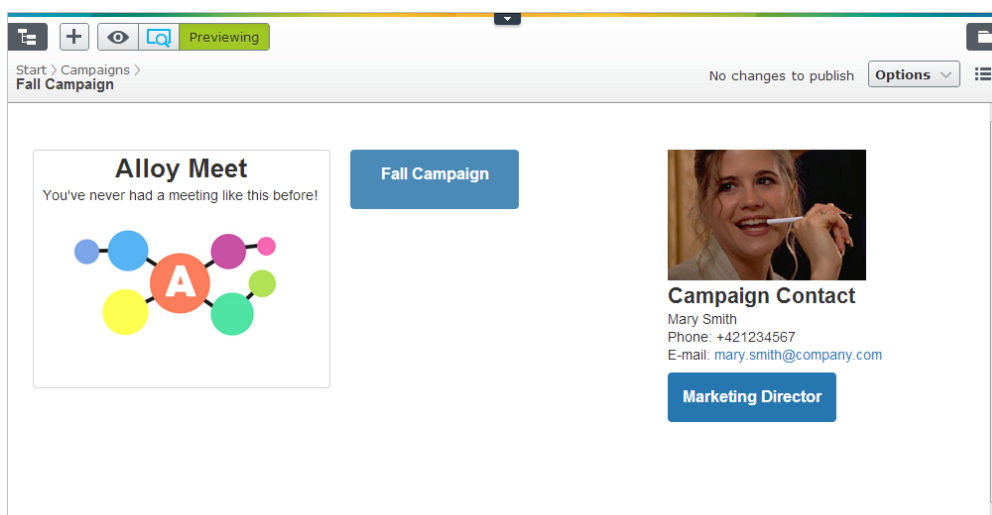 Previewing
Start > Campaigns >
Fall Campaign
No changes to publish
Options
Alloy Meet
You've never had a meeting like this before!
A
Fall Campaign
Campaign Contact
Mary Smith
Phone: +421234567
E-mail: mary.smith@company.com
Marketing Director